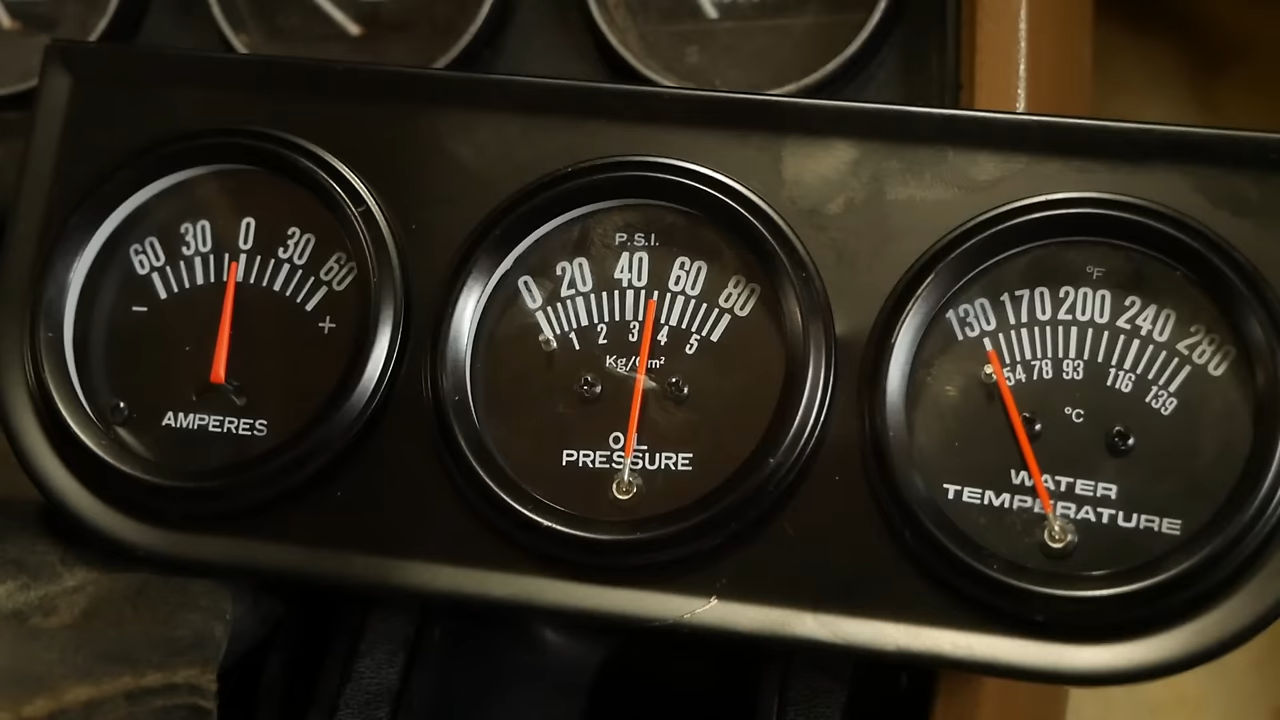 60 30 0 30 60
- +
AMPERES
P.S.I.
0 20 40 60 80
1 2 3 4 5
Kg/Cm²
OIL
PRESSURE
°F
130 170 200 240 280
54 78 93 116 139
°C
WATER
TEMPERATURE